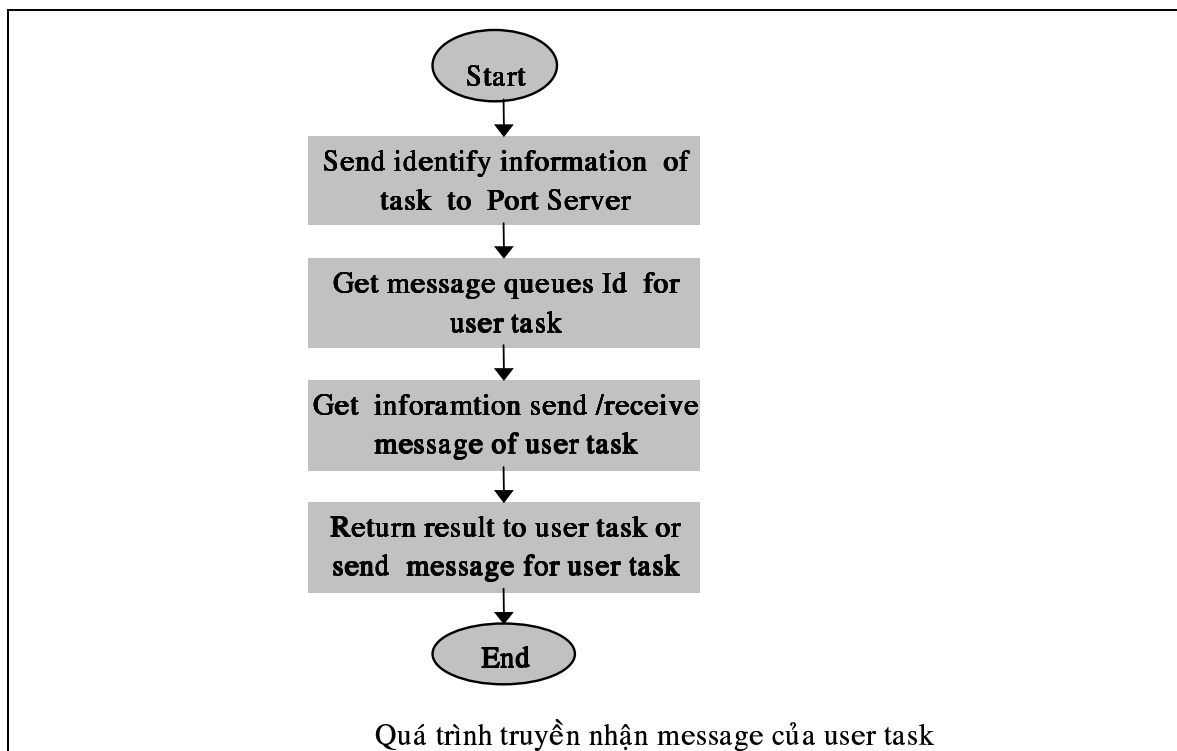 Start
Send identify information of
task to Port Server
Get message queues Id for
user task
Get inforamtion send /receive
message of user task
Return result to user task or
send message for user task
End
Quá trình truyền nhận message của user task